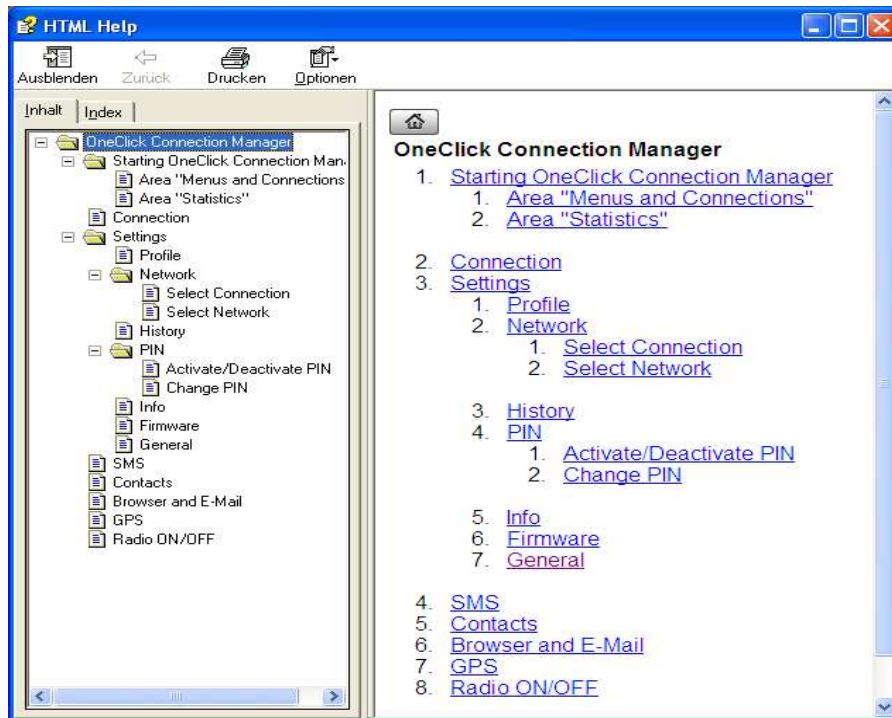 HTML Help
Ausblenden Zurück Drucken Optionen
Inhalt Index
OneClick Connection Manager
Starting OneClick Connection Man
Area "Menus and Connections
Area "Statistics"
Connection
Settings
Profile
Network
Select Connection
Select Network
History
PIN
Activate/Deactivate PIN
Change PIN
Info
Firmware
General
SMS
Contacts
Browser and E-Mail
GPS
Radio ON/OFF
OneClick Connection Manager
1. Starting OneClick Connection Manager
1. Area "Menus and Connections"
2. Area "Statistics"
2. Connection
3. Settings
1. Profile
2. Network
1. Select Connection
2. Select Network
3. History
4. PIN
1. Activate/Deactivate PIN
2. Change PIN
5. Info
6. Firmware
7. General
4. SMS
5. Contacts
6. Browser and E-Mail
7. GPS
8. Radio ON/OFF